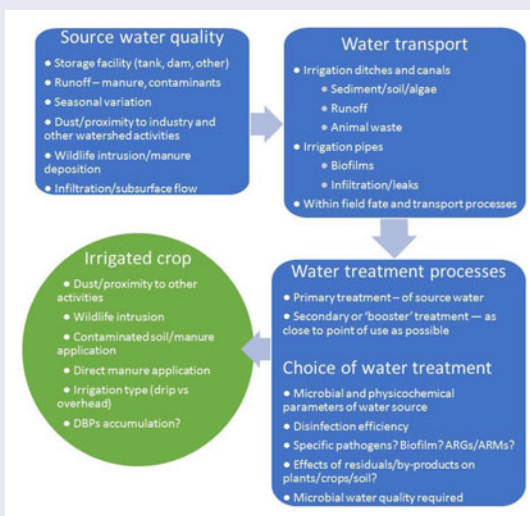 Source water quality
● Storage facility (tank, dam, other)
● Runoff – manure, contaminants
● Seasonal variation
● Dust/proximity to industry and
other watershed activities
● Wildlife intrusion/manure
deposition
● Infiltration/subsurface flow
Water transport
● Irrigation ditches and canals
● Sediment/soil/algae
● Runoff
● Animal waste
● Irrigation pipes
● Biofilms
● Infiltration/leaks
● Within field fate and transport processes
Water treatment processes
● Primary treatment – of source water
● Secondary or ‘booster’ treatment — as
close to point of use as possible
Choice of water treatment
● Microbial and physicochemical
parameters of water source
● Disinfection efficiency
● Specific pathogens? Biofilm? ARGs/ARMs?
● Effects of residuals/by-products on
plants/crops/soil?
● Microbial water quality required
Irrigated crop
● Dust/proximity to other
activities
● Wildlife intrusion
● Contaminated soil/manure
application
● Direct manure application
● Irrigation type (drip vs
overhead)
● DBPs accumulation?